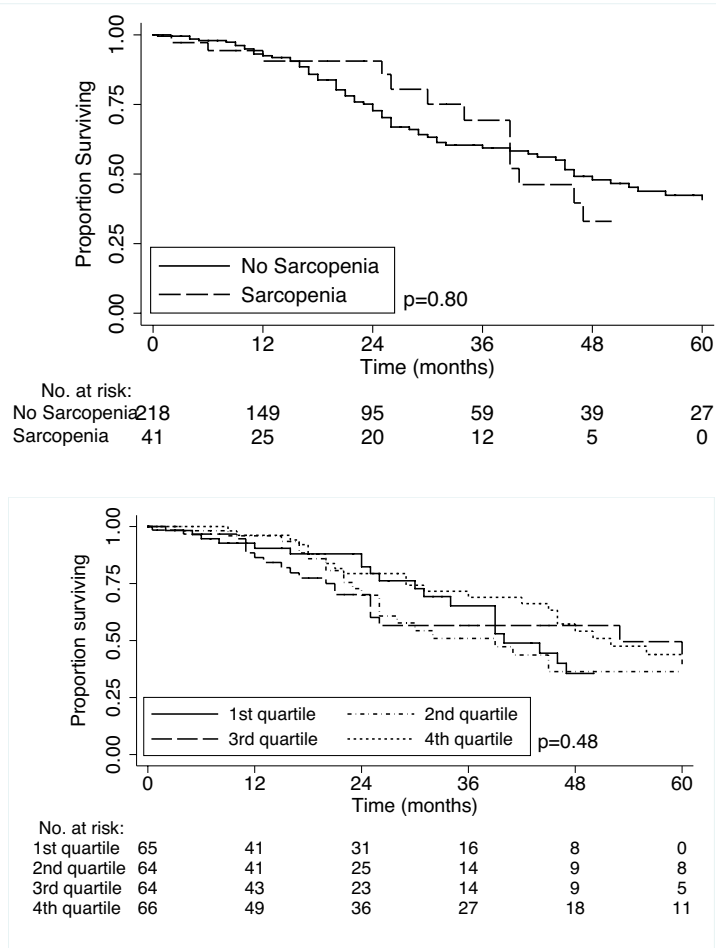 1.00
0.75
0.50
0.25
0.00
Proportion Surviving
No Sarcopenia
Sarcopenia
p=0.80
0 12 24 36 48 60
Time (months)
No. at risk:
No Sarcopenia 218 149 95 59 39 27
Sarcopenia 41 25 20 12 5 0
1.00
0.75
0.50
0.25
0.00
Proportion surviving
1st quartile 2nd quartile
3rd quartile 4th quartile
p=0.48
0 12 24 36 48 60
Time (months)
No. at risk:
1st quartile 65 41 31 16 8 0
2nd quartile 64 41 25 14 9 8
3rd quartile 64 43 23 14 9 5
4th quartile 66 49 36 27 18 11